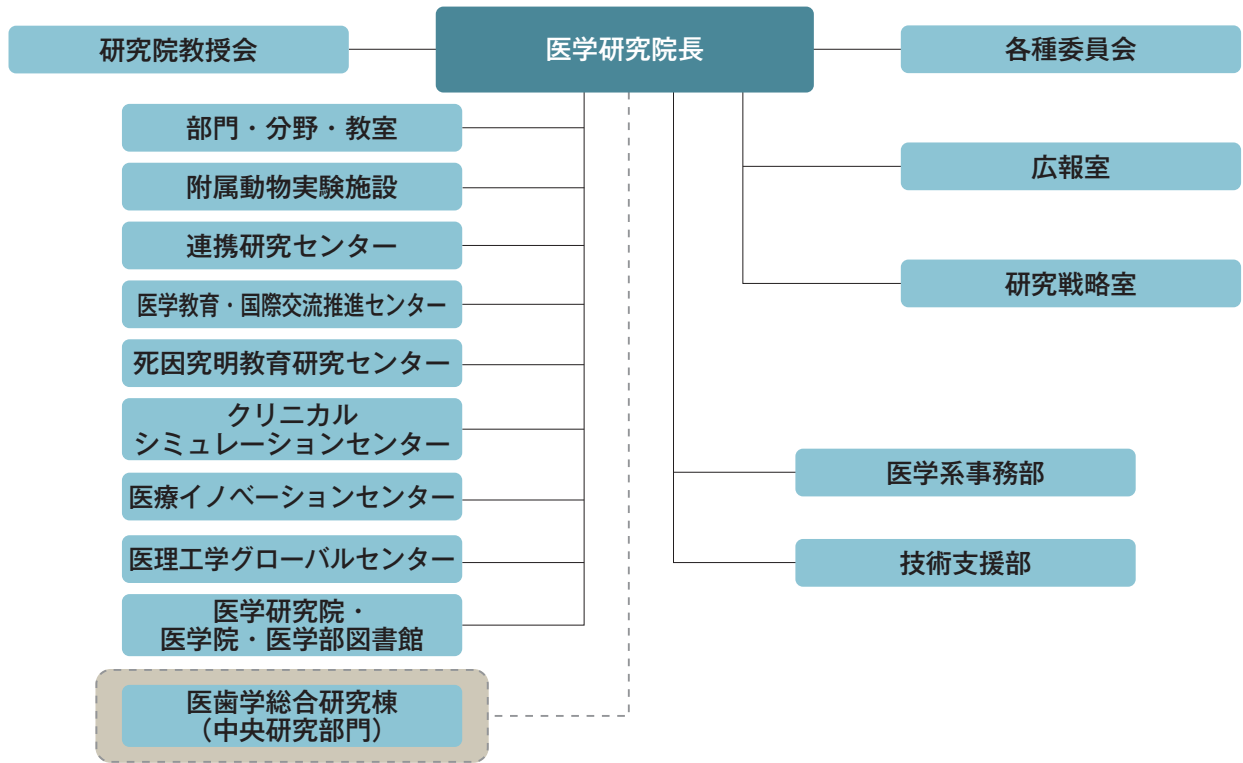 研究院教授会
医学研究院長
各種委員会
部門・分野・教室
附属動物実験施設
連携研究センター
医学教育・国際交流推進センター
死因究明教育研究センター
クリニカル
シミュレーションセンター
医療イノベーションセンター
医理工学グローバルセンター
医学研究院・
医学院・医学部図書館
医歯学総合研究棟
（中央研究部門）
広報室
研究戦略室
医学系事務部
技術支援部